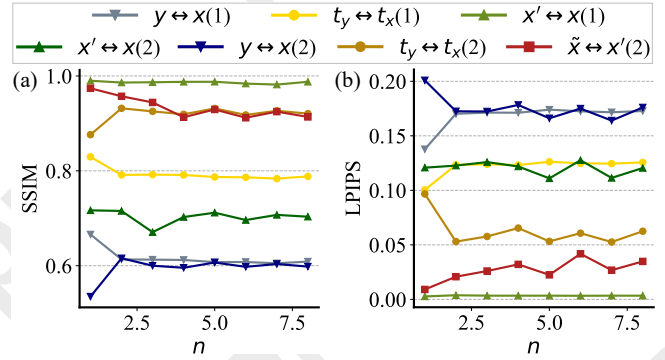 y ↔ x(1) t_y ↔ t_x(1) x′ ↔ x(1)
x′ ↔ x(2) y ↔ x(2) t_y ↔ t_x(2) x̃ ↔ x′(2)
(a)
SSIM
1.0
0.8
0.6
2.5 5.0 7.5
n
(b)
LPIPS
0.20
0.15
0.10
0.05
0.00
2.5 5.0 7.5
n